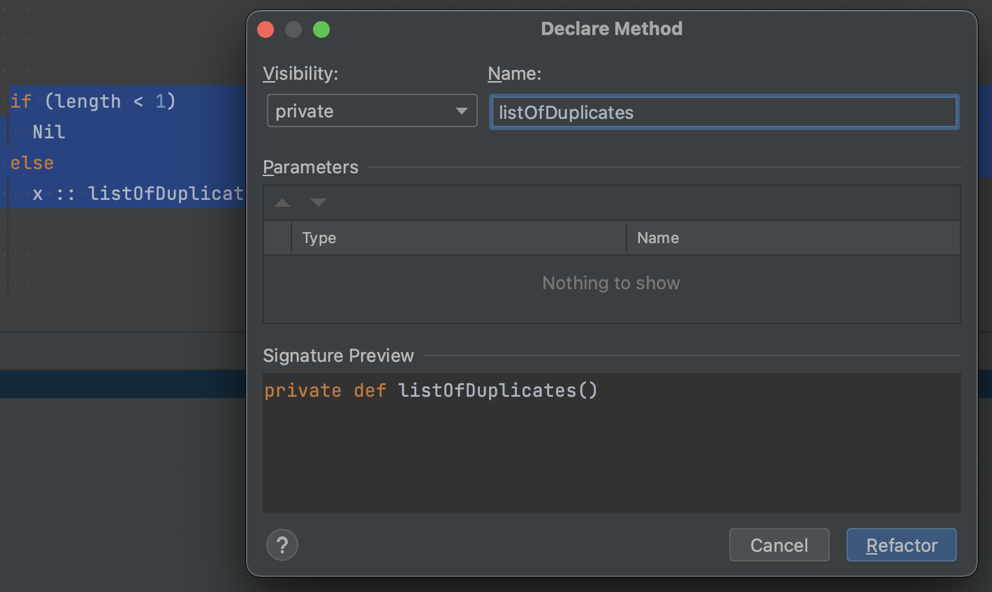 Declare Method
Visibility: Name:
private listOfDuplicates
if (length < 1)
Nil
else
x :: listOfDuplicat
Parameters
Type Name
Nothing to show
Signature Preview
private def listOfDuplicates()
? Cancel Refactor